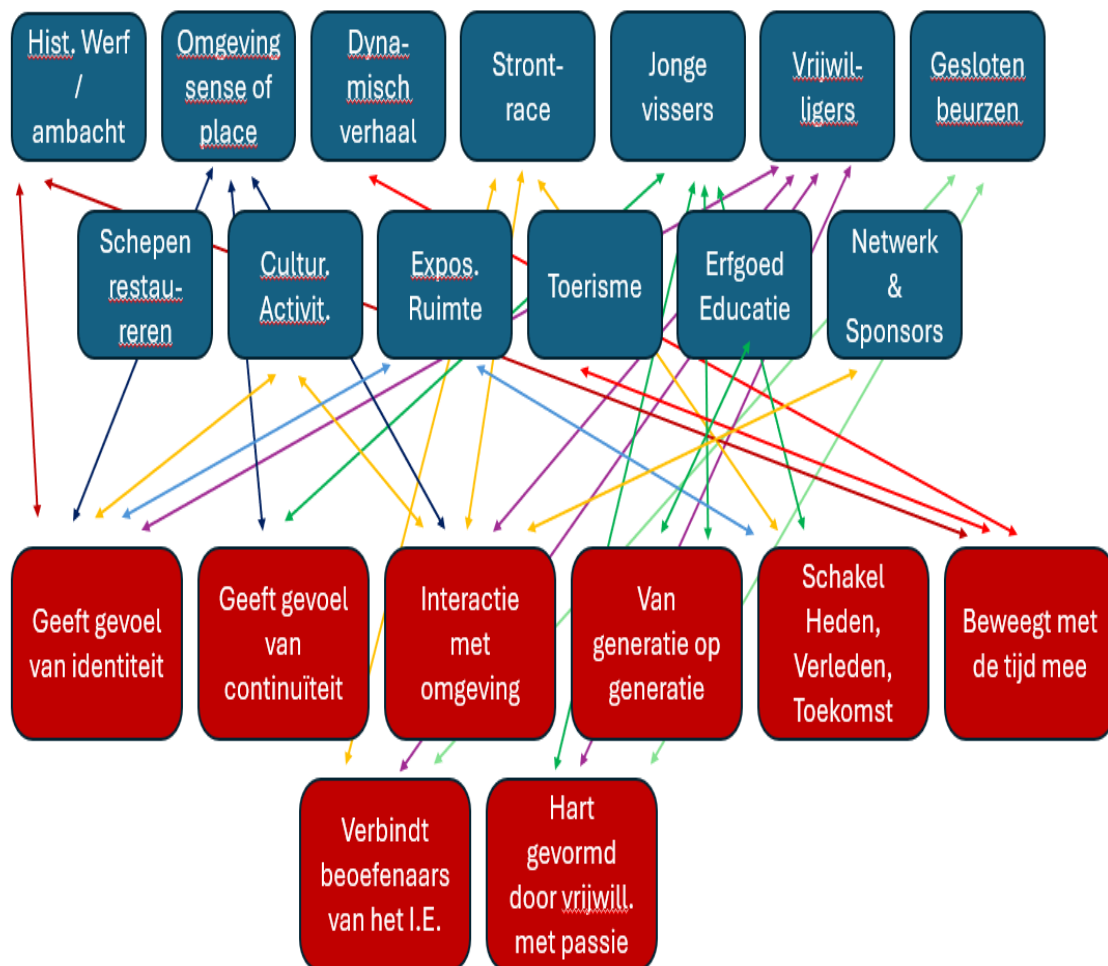 Hist. Werf
/
ambacht
Omgeving
sense of
place
Dyna-
misch
verhaal
Stront-
race
Jonge
vissers
Vrijwil-
ligers
Gesloten
beurzen
Schepen
restau-
reren
Cultur.
Activit.
Expos.
Ruimte
Toerisme
Erfgoed
Educatie
Netwerk
&
Sponsors
Geeft gevoel
van identiteit
Geeft gevoel
van
continuïteit
Interactie
met
omgeving
Van
generatie op
generatie
Schakel
Heden,
Verleden,
Toekomst
Beweegt met
de tijd mee
Verbindt
beoefenaars
van het I.E.
Hart
gevormd
door vrijwill.
met passie